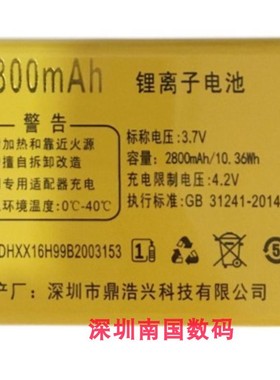 800mAh
锂离子电池
警告
加热和靠近火源
擅自拆卸改造
用专用适配器充电
环境温度：0℃-40℃
标称电压：3.7V
容量：2800mAh/10.36Wh
充电限制电压：4.2V
执行标准：GB 31241-2014
DHXX16H99B2003153
产厂：深圳市鼎浩兴科技有限公
深圳南国数码